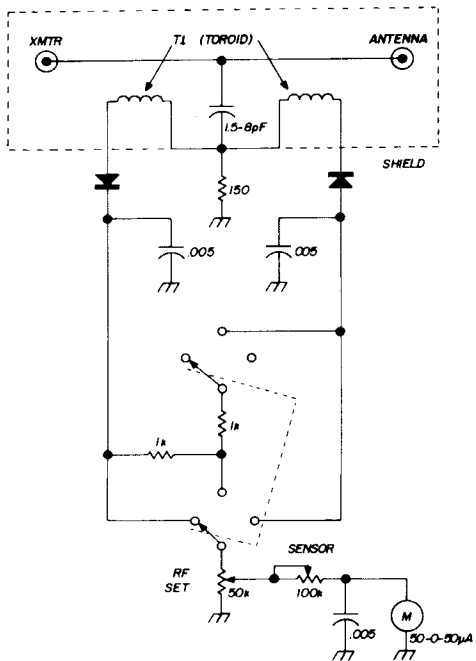 XMTR
T1 (TOROID)
ANTENNA
1.5-8pF
SHIELD
150
.005
.005
1k
1k
SENSOR
RF
SET
50k
100k
.005
M
50-0-50µA